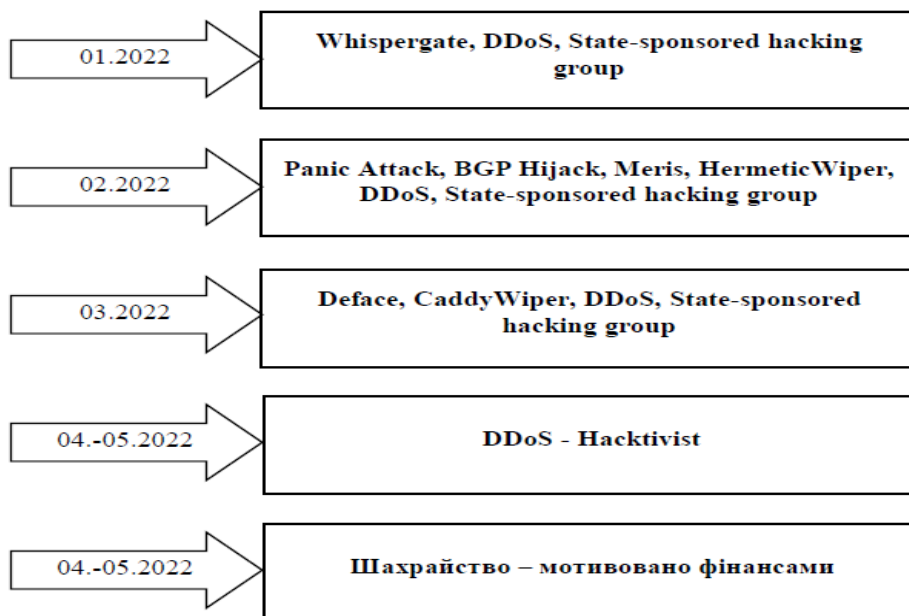 01.2022
Whispergate, DDoS, State-sponsored hacking
group
02.2022
Panic Attack, BGP Hijack, Meris, HermeticWiper,
DDoS, State-sponsored hacking group
03.2022
Deface, CaddyWiper, DDoS, State-sponsored
hacking group
04.-05.2022
DDoS - Hacktivist
04.-05.2022
Шахрайство – мотивовано фінансами